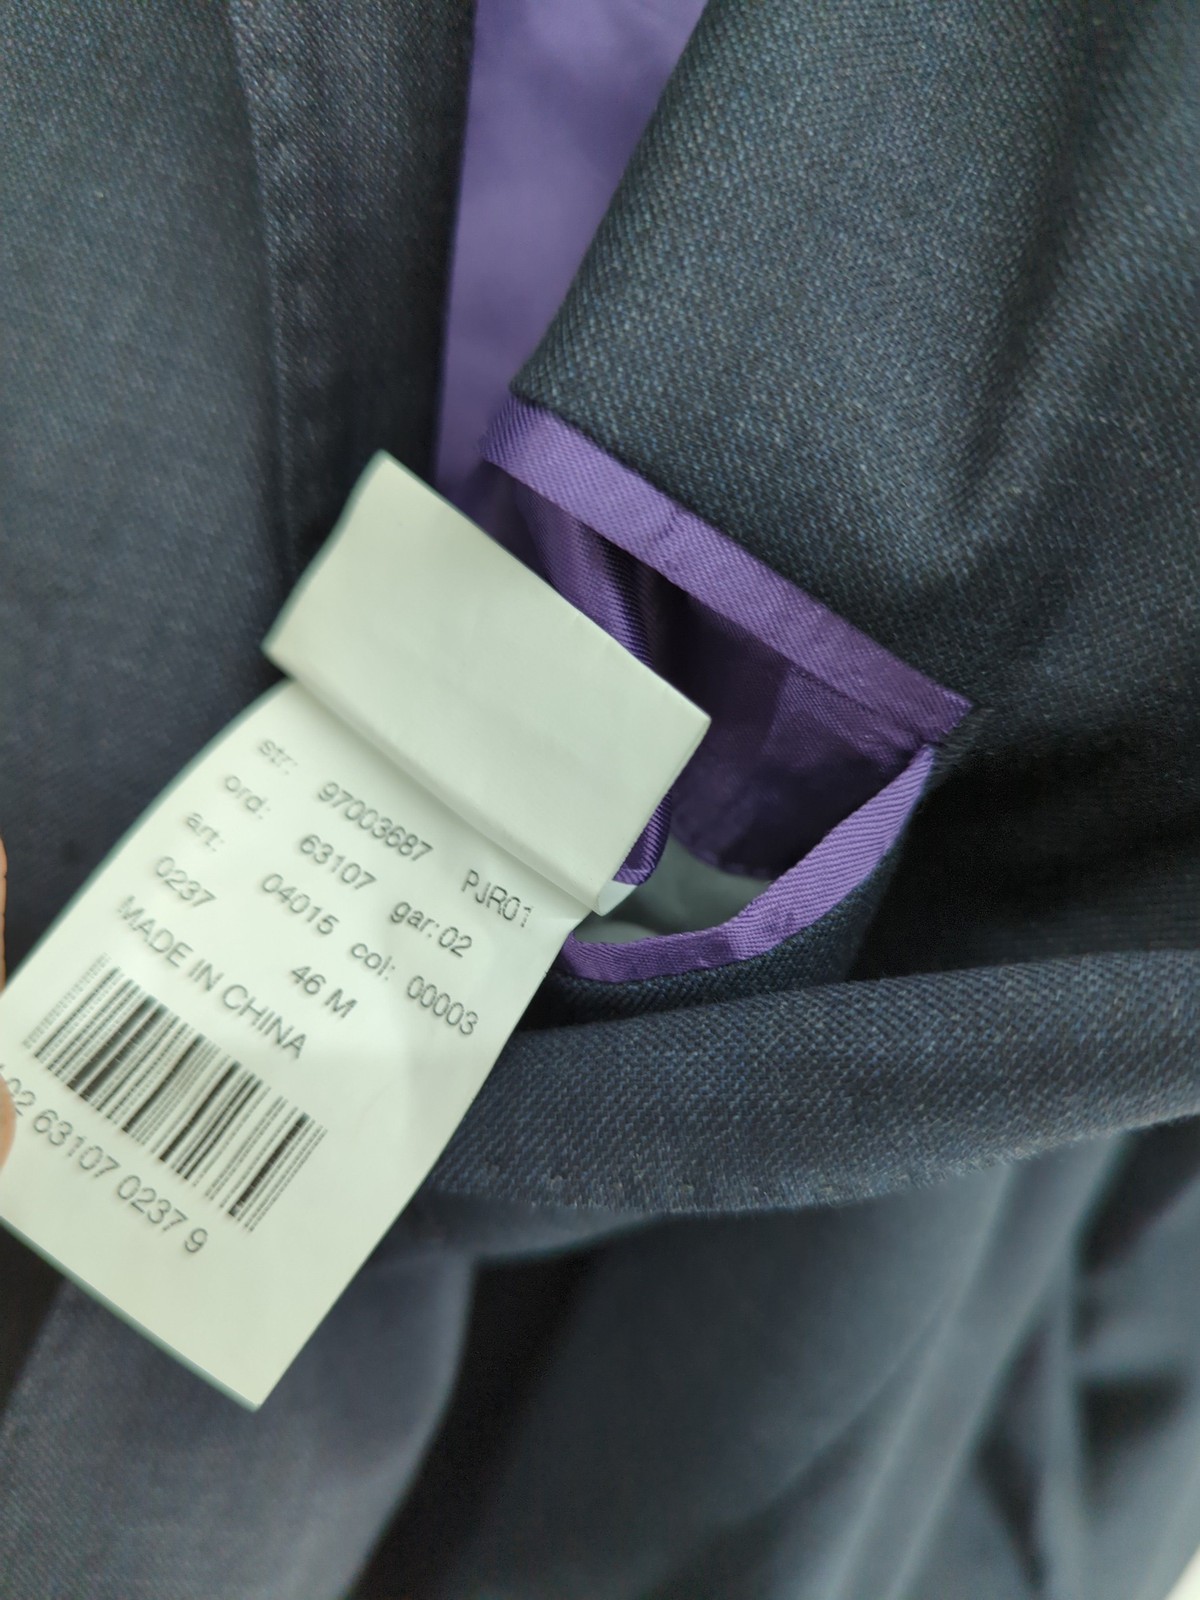 str: 97003687 PJR01
ord: 63107 gar:02
art: 04015 col: 00003
0237 46 M
MADE IN CHINA
02 63107 0237 9